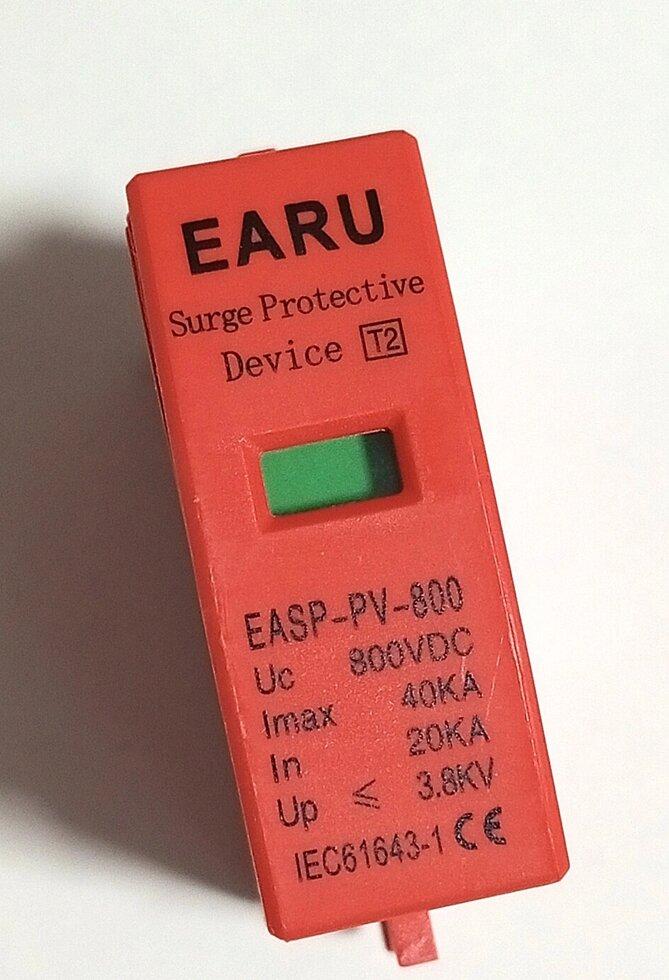 EARU
Surge Protective
Device T2
EASP-PV-800
Uc 800VDC
Imax 40KA
In 20KA
Up ≤ 3.8KV
IEC61643-1 CE